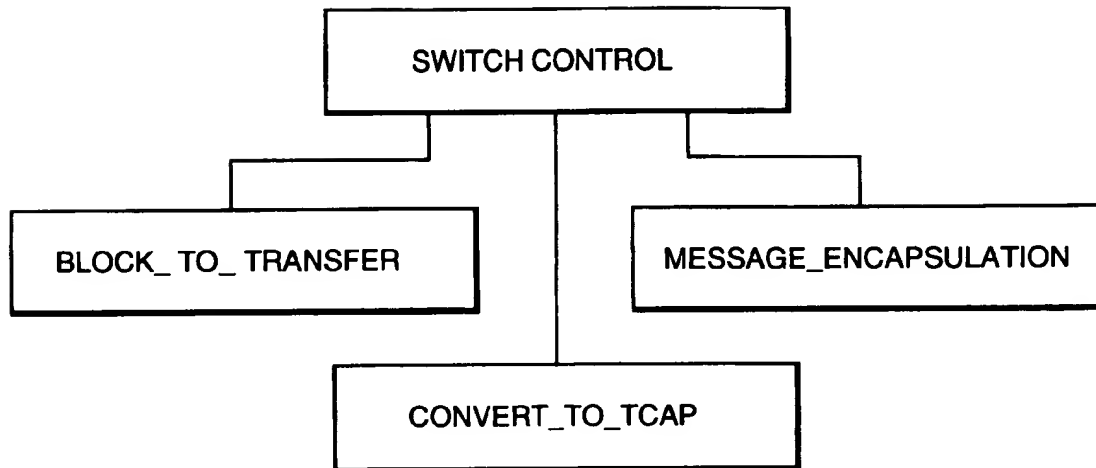 SWITCH CONTROL
BLOCK_ TO_ TRANSFER
MESSAGE_ENCAPSULATION
CONVERT_TO_TCAP